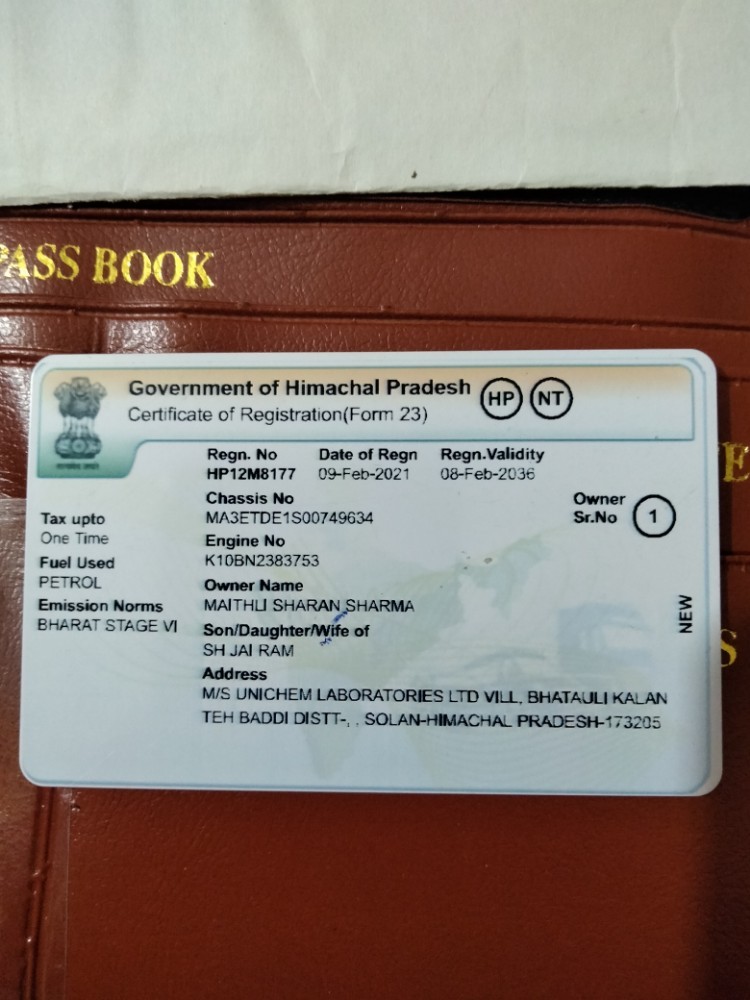 PASS BOOK
Government of Himachal Pradesh HP NT
Certificate of Registration(Form 23)
Regn. No Date of Regn Regn.Validity
HP12M8177 09-Feb-2021 08-Feb-2036
Chassis No
MA3ETDE1S00749634
Owner
Sr.No 1
Tax upto
One Time
Engine No
K10BN2383753
Fuel Used
PETROL
Owner Name
MAITHLI SHARAN SHARMA
Emission Norms
BHARAT STAGE VI
Son/Daughter/Wife of
SH JAI RAM
NEW
Address
M/S UNICHEM LABORATORIES LTD VILL, BHATAULI KALAN
TEH BADDI DISTT-, , SOLAN-HIMACHAL PRADESH-173205